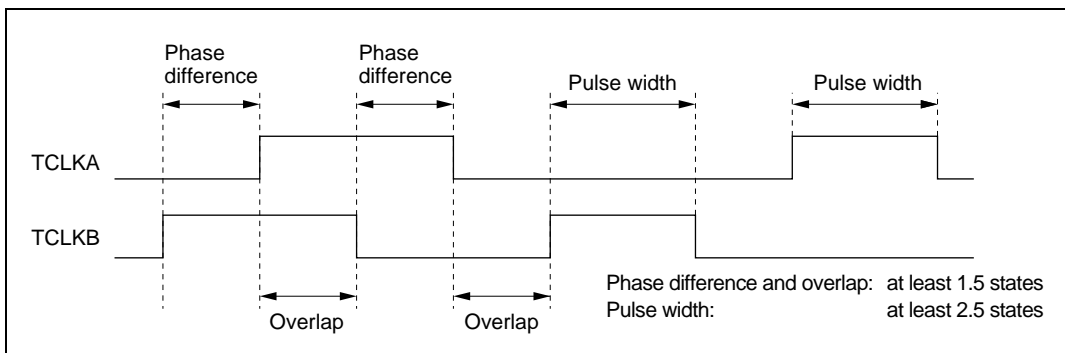 Phase
difference
Phase
difference
Pulse width
Pulse width
TCLKA
TCLKB
Overlap
Overlap
Phase difference and overlap: at least 1.5 states
Pulse width: at least 2.5 states